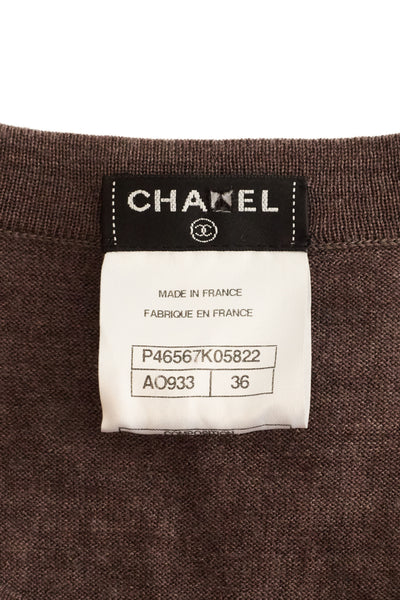 CHANEL
MADE IN FRANCE
FABRIQUE EN FRANCE
P46567K05822
AO933 36